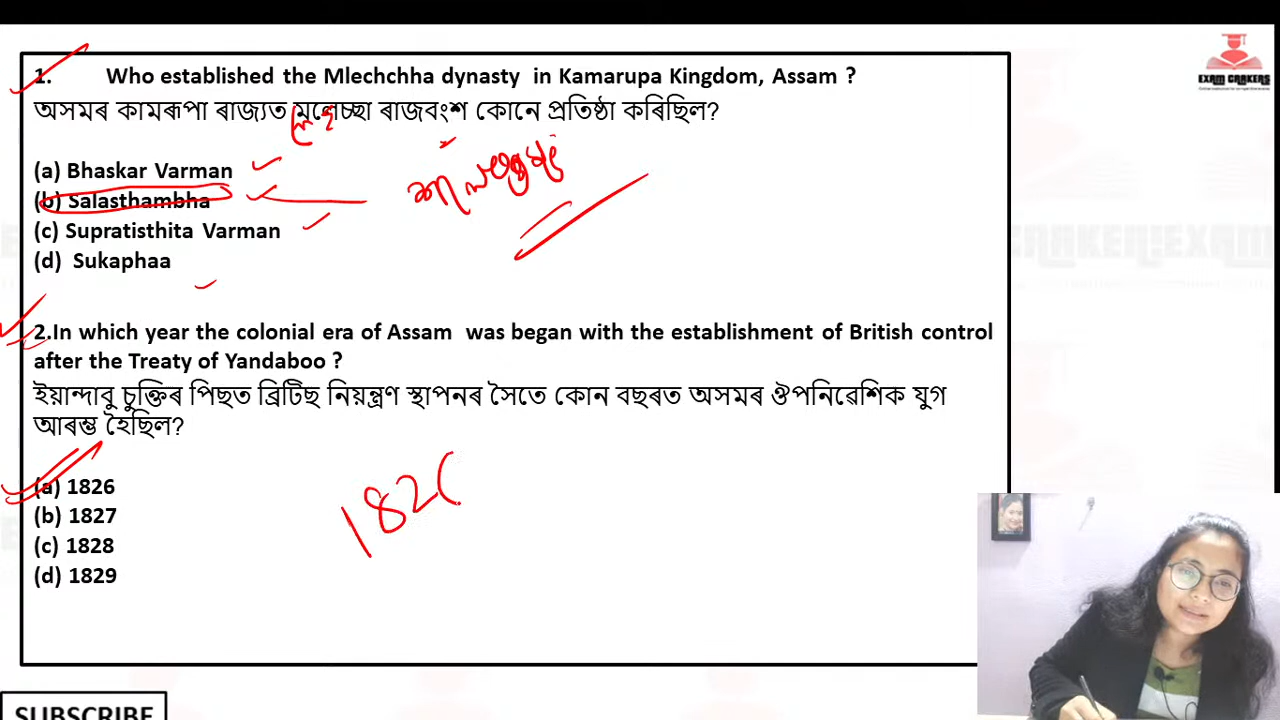 1. Who established the Mlechchha dynasty in Kamarupa Kingdom, Assam ?
অসমৰ কামৰূপা ৰাজ্যত ম্লেচ্ছা ৰাজবংশ কোনে প্ৰতিষ্ঠা কৰিছিল?
(a) Bhaskar Varman
(b) Salasthambha
(c) Supratisthita Varman
(d) Sukaphaa
2.In which year the colonial era of Assam was began with the establishment of British control
after the Treaty of Yandaboo ?
ইয়ান্দাবু চুক্তিৰ পিছত ব্ৰিটিছ নিয়ন্ত্ৰণ স্থাপনৰ সৈতে কোন বছৰত অসমৰ ঔপনিৱেশিক যুগ
আৰম্ভ হৈছিল?
(a) 1826
(b) 1827
(c) 1828
(d) 1829
182
EXAM CRAKERS
SUBSCRIBE